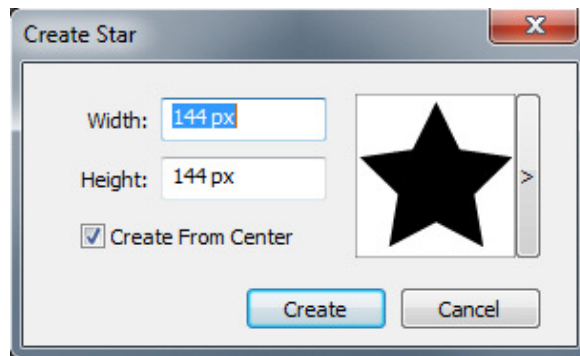 Create Star
Width: 144 px
Height: 144 px
Create From Center
>
Create Cancel